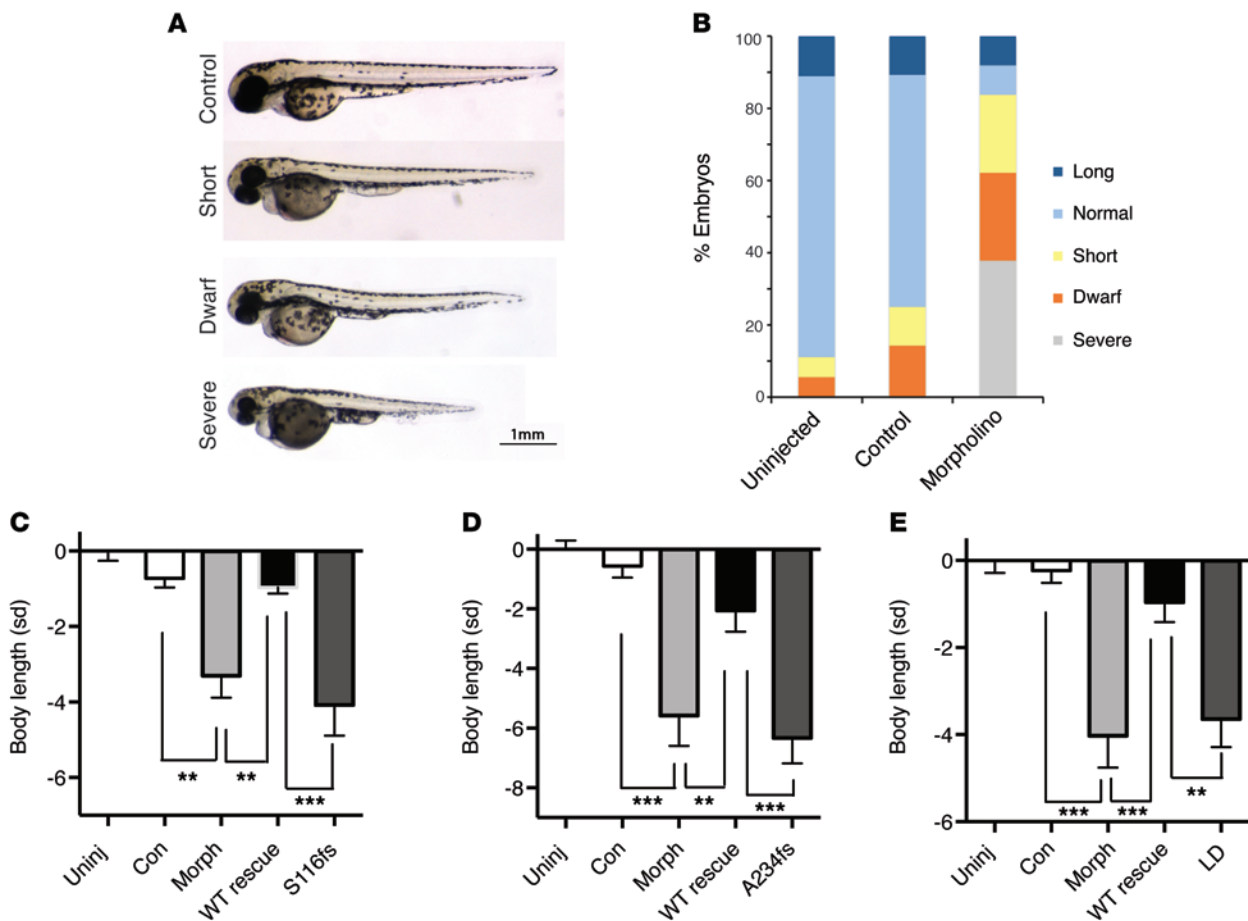 A
Control
Short
Dwarf
Severe
1mm
B
% Embryos
100
80
60
40
20
0
Uninjected
Control
Morpholino
Long
Normal
Short
Dwarf
Severe
C
Body length (sd)
0
-2
-4
-6
** ** ***
Uninj Con Morph WT rescue S116fs
D
Body length (sd)
0
-2
-4
-6
-8
*** ** ***
Uninj Con Morph WT rescue A234fs
E
Body length (sd)
0
-2
-4
-6
*** *** **
Uninj Con Morph WT rescue LD